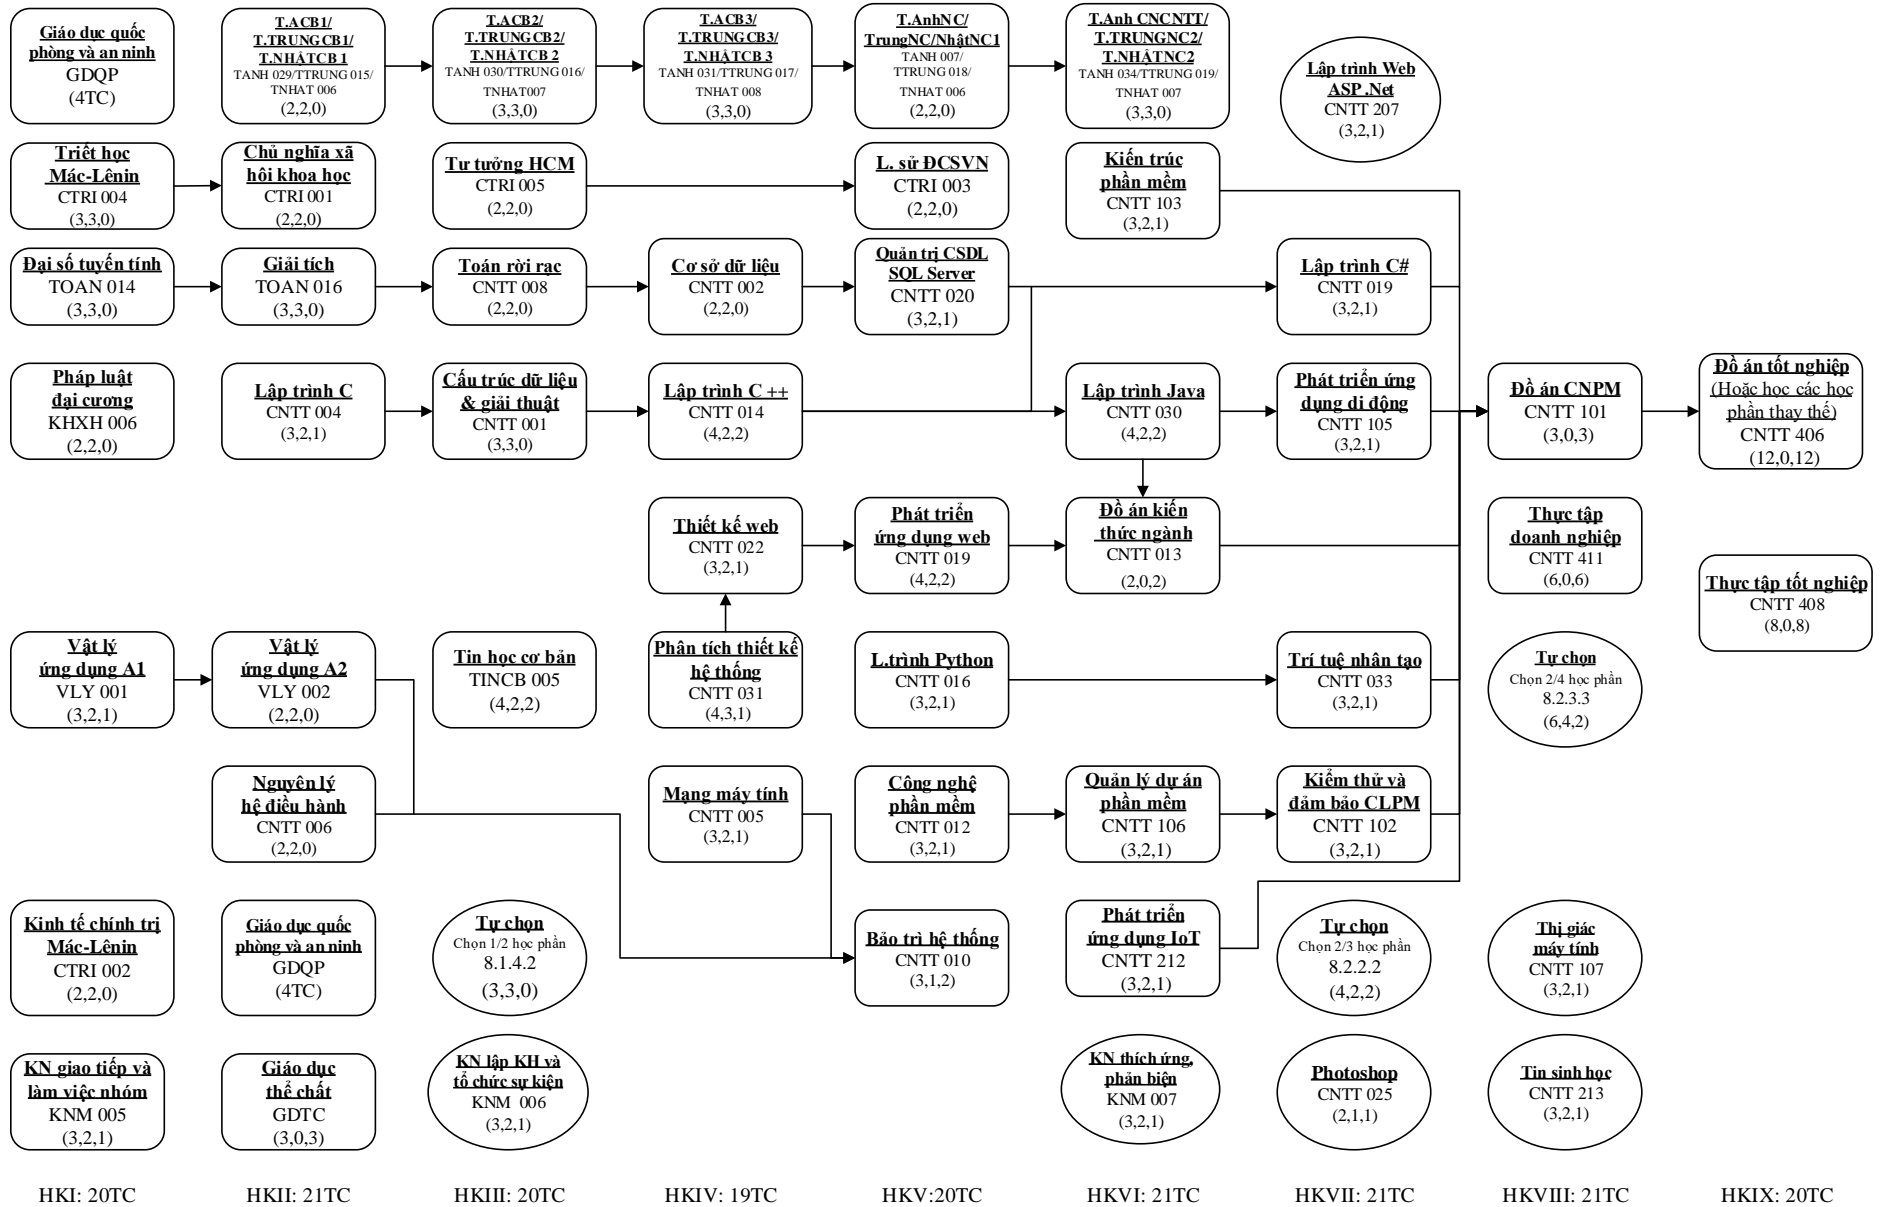 Giáo dục quốc
phòng và an ninh
GDQP
(4TC)
T.ACB1/
T.TRUNGCB1/
T.NHẬTCB 1
TANH 029/TTRUNG 015/
TNHAT 006
(2,2,0)
T.ACB2/
T.TRUNGCB2/
T.NHẬTCB 2
TANH 030/TTRUNG 016/
TNHAT007
(3,3,0)
T.ACB3/
T.TRUNGCB3/
T.NHẬTCB 3
TANH 031/TTRUNG 017/
TNHAT 008
(3,3,0)
T.AnhNC/
TrungNC/NhậtNC1
TANH 007/
TTRUNG 018/
TNHAT 006
(2,2,0)
T.Anh CNCNTT/
T.TRUNGNC2/
T.NHẬTNC2
TANH 034/TTRUNG 019/
TNHAT 007
(3,3,0)
Lập trình Web
ASP .Net
CNTT 207
(3,2,1)
Triết học
Mác-Lênin
CTRI 004
(3,3,0)
Chủ nghĩa xã
hôi khoa học
CTRI 001
(2,2,0)
Tư tưởng HCM
CTRI 005
(2,2,0)
L. sử ĐCSVN
CTRI 003
(2,2,0)
Kiến trúc
phần mềm
CNTT 103
(3,2,1)
Đại số tuyến tính
TOAN 014
(3,3,0)
Giải tích
TOAN 016
(3,3,0)
Toán rời rạc
CNTT 008
(2,2,0)
Cơ sở dữ liệu
CNTT 002
(2,2,0)
Quản trị CSDL
SQL Server
CNTT 020
(3,2,1)
Lập trình C#
CNTT 019
(3,2,1)
Pháp luật
đại cương
KHXH 006
(2,2,0)
Lập trình C
CNTT 004
(3,2,1)
Cấu trúc dữ liệu
& giải thuật
CNTT 001
(3,3,0)
Lập trình C ++
CNTT 014
(4,2,2)
Lập trình Java
CNTT 030
(4,2,2)
Phát triển ứng
dụng di động
CNTT 105
(3,2,1)
Đồ án CNPM
CNTT 101
(3,0,3)
Đồ án tốt nghiệp
(Hoặc học các học
phần thay thế)
CNTT 406
(12,0,12)
Thiết kế web
CNTT 022
(3,2,1)
Phát triển
ứng dụng web
CNTT 019
(4,2,2)
Đồ án kiến
thức ngành
CNTT 013
(2,0,2)
Thực tập
doanh nghiệp
CNTT 411
(6,0,6)
Thực tập tốt nghiệp
CNTT 408
(8,0,8)
Vật lý
ứng dụng A1
VLY 001
(3,2,1)
Vật lý
ứng dụng A2
VLY 002
(2,2,0)
Tin học cơ bản
TINCB 005
(4,2,2)
Phân tích thiết kế
hệ thống
CNTT 031
(4,3,1)
L.trình Python
CNTT 016
(3,2,1)
Trí tuệ nhân tạo
CNTT 033
(3,2,1)
Tự chọn
Chọn 2/4 học phần
8.2.3.3
(6,4,2)
Nguyên lý
hệ điều hành
CNTT 006
(2,2,0)
Mạng máy tính
CNTT 005
(3,2,1)
Công nghệ
phần mềm
CNTT 012
(3,2,1)
Quản lý dự án
phần mềm
CNTT 106
(3,2,1)
Kiểm thử và
đảm bảo CLPM
CNTT 102
(3,2,1)
Kinh tế chính trị
Mác-Lênin
CTRI 002
(2,2,0)
Giáo dục quốc
phòng và an ninh
GDQP
(4TC)
Tự chọn
Chọn 1/2 học phần
8.1.4.2
(3,3,0)
Bảo trì hệ thống
CNTT 010
(3,1,2)
Phát triển
ứng dụng IoT
CNTT 212
(3,2,1)
Tự chọn
Chọn 2/3 học phần
8.2.2.2
(4,2,2)
Thị giác
máy tính
CNTT 107
(3,2,1)
KN giao tiếp và
làm việc nhóm
KNM 005
(3,2,1)
Giáo dục
thể chất
GDTC
(3,0,3)
KN lập KH và
tổ chức sự kiện
KNM 006
(3,2,1)
KN thích ứng,
phản biện
KNM 007
(3,2,1)
Photoshop
CNTT 025
(2,1,1)
Tin sinh học
CNTT 213
(3,2,1)
HKI: 20TC
HKII: 21TC
HKIII: 20TC
HKIV: 19TC
HKV:20TC
HKVI: 21TC
HKVII: 21TC
HKVIII: 21TC
HKIX: 20TC